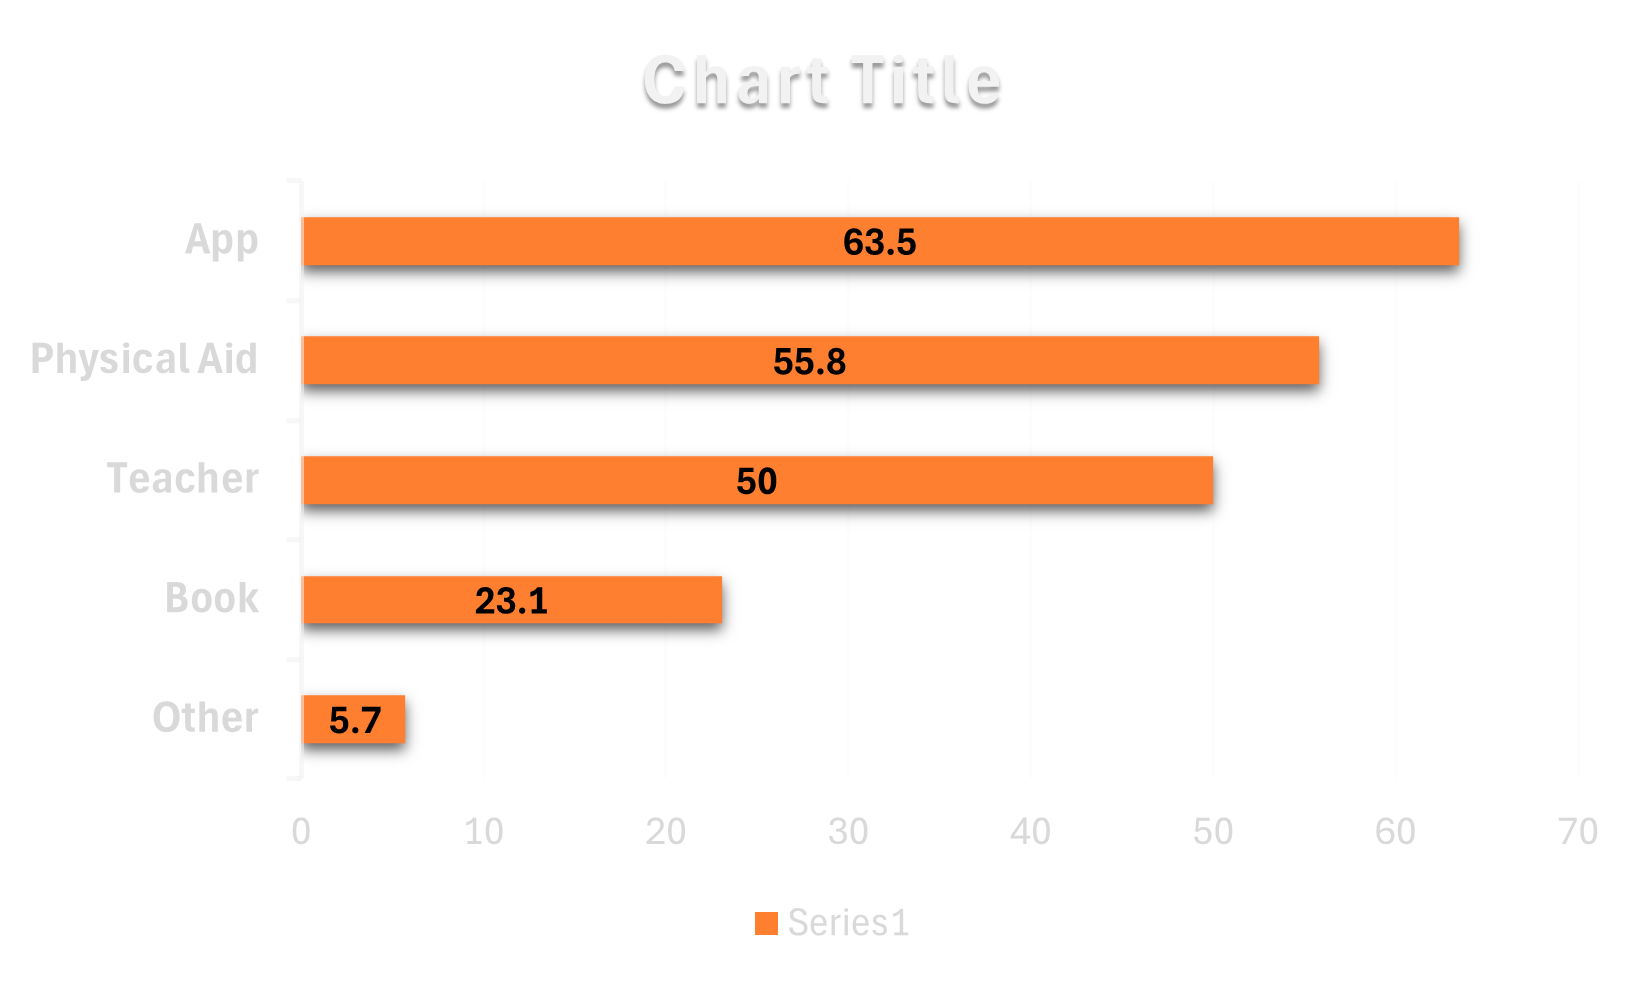 Chart Title
App
63.5
Physical Aid
55.8
Teacher
50
Book
23.1
Other
5.7
0 10 20 30 40 50 60 70
Series1